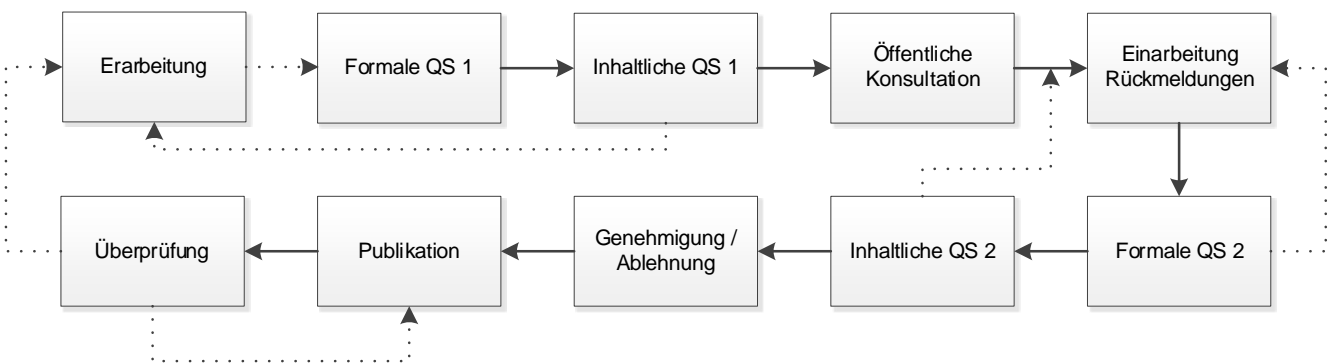 Erarbeitung
Formale QS 1
Inhaltliche QS 1
Öffentliche
Konsultation
Einarbeitung
Rückmeldungen
Überprüfung
Publikation
Genehmigung /
Ablehnung
Inhaltliche QS 2
Formale QS 2